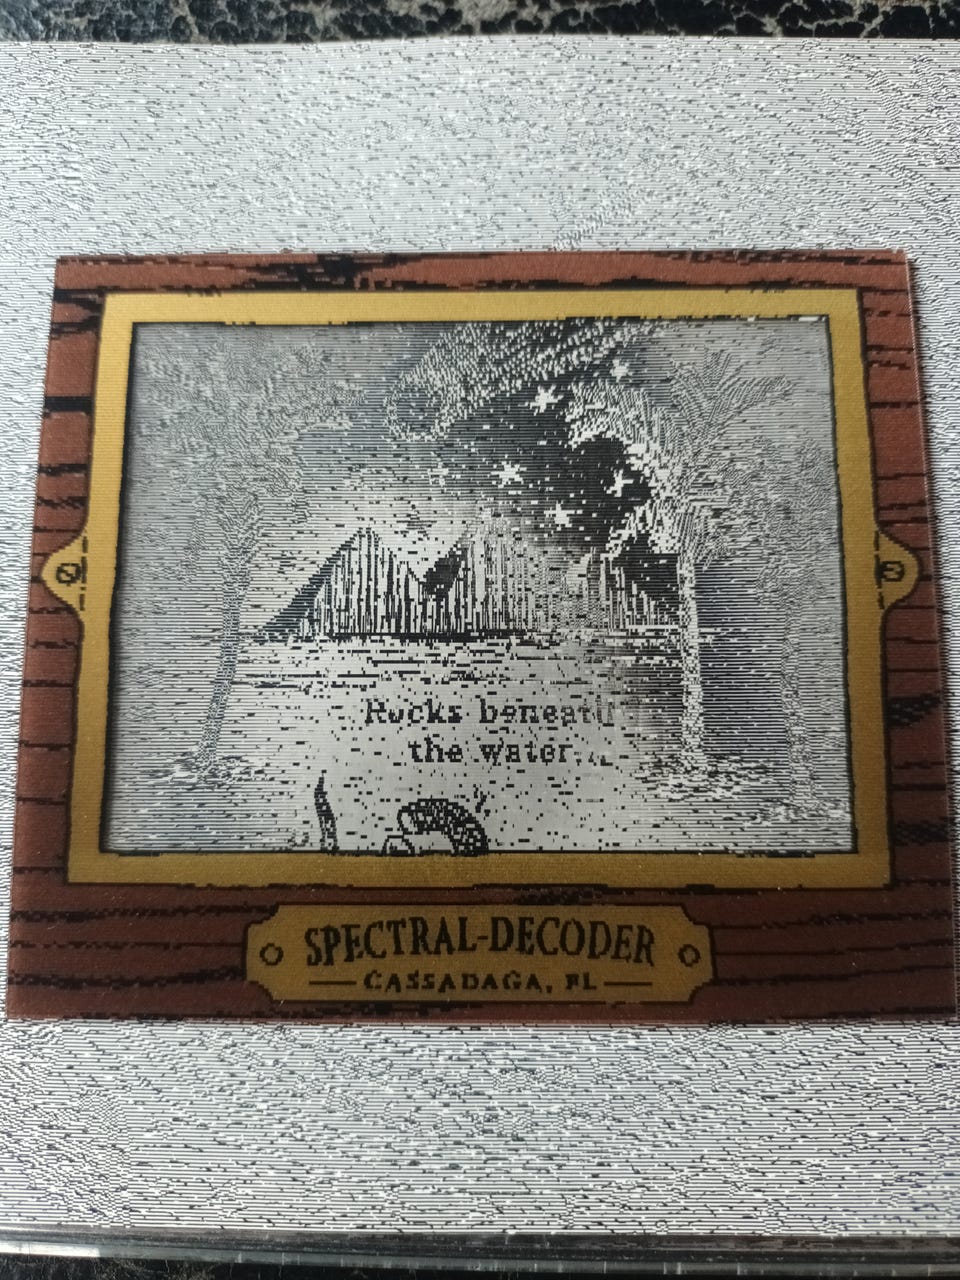 Rocks beneath
the water...
SPECTRAL-DECODER
CASSADAGA, FL